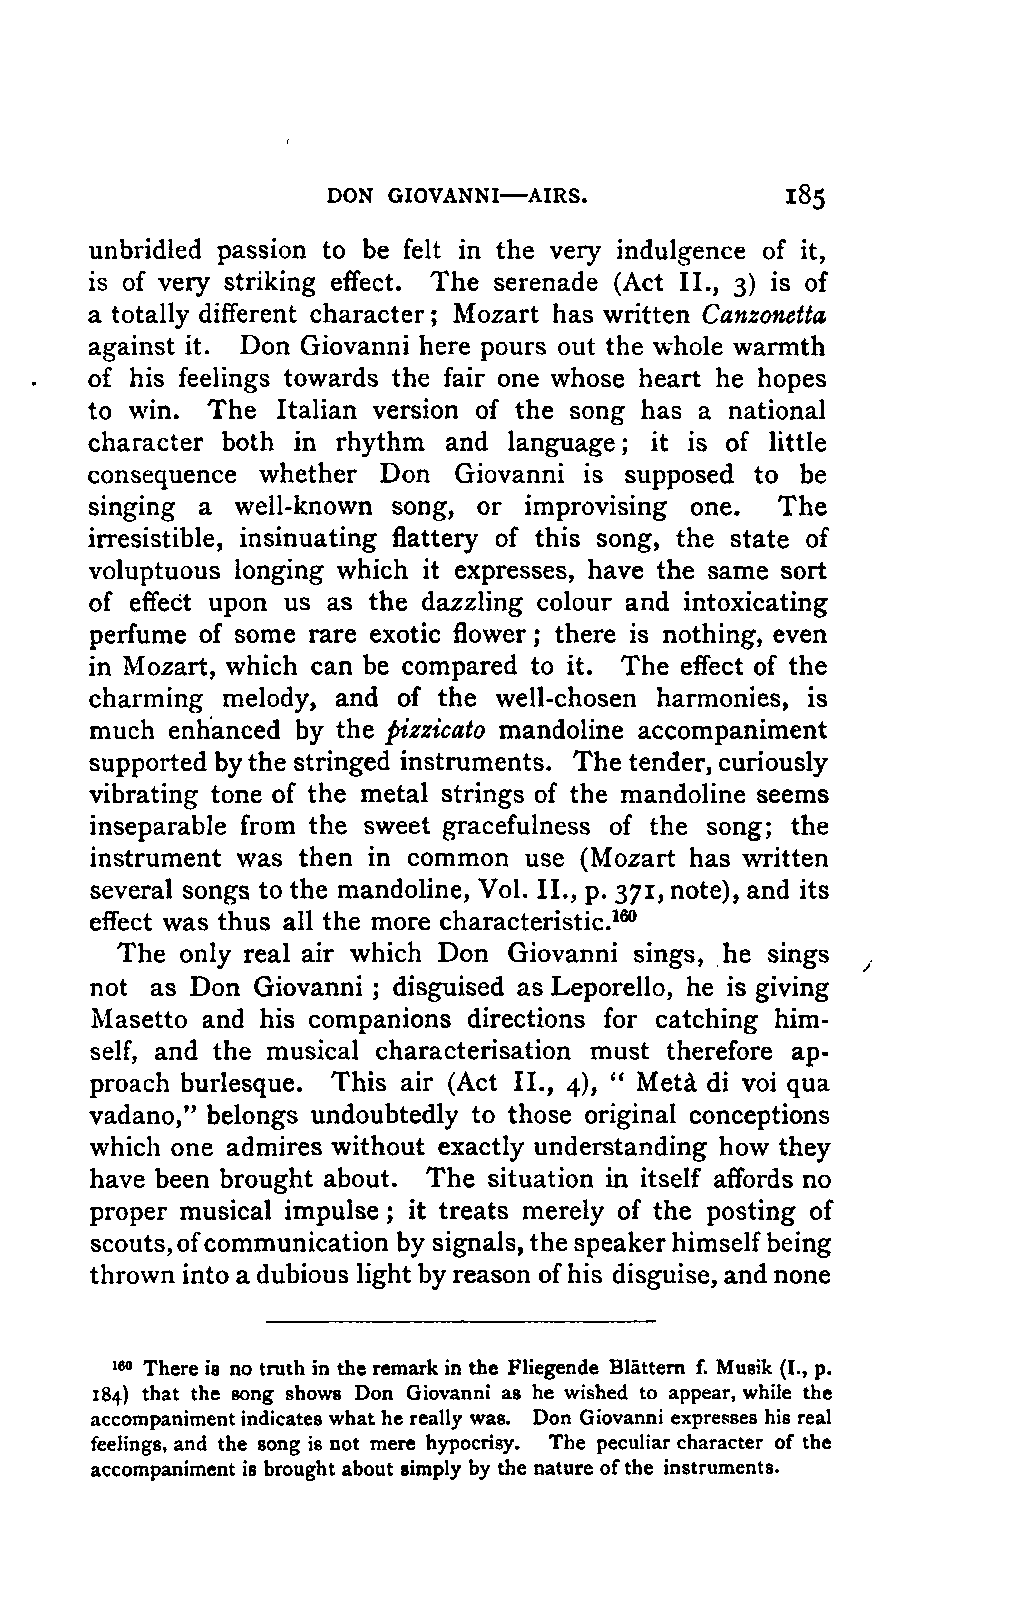 DON GIOVANNI—AIRS. 185
unbridled passion to be felt in the very indulgence of it,
is of very striking effect. The serenade (Act II., 3) is of
a totally different character; Mozart has written Canzonetta
against it. Don Giovanni here pours out the whole warmth
of his feelings towards the fair one whose heart he hopes
to win. The Italian version of the song has a national
character both in rhythm and language; it is of little
consequence whether Don Giovanni is supposed to be
singing a well-known song, or improvising one. The
irresistible, insinuating flattery of this song, the state of
voluptuous longing which it expresses, have the same sort
of effect upon us as the dazzling colour and intoxicating
perfume of some rare exotic flower; there is nothing, even
in Mozart, which can be compared to it. The effect of the
charming melody, and of the well-chosen harmonies, is
much enhanced by the pizzicato mandoline accompaniment
supported by the stringed instruments. The tender, curiously
vibrating tone of the metal strings of the mandoline seems
inseparable from the sweet gracefulness of the song; the
instrument was then in common use (Mozart has written
several songs to the mandoline, Vol. II., p. 371, note), and its
effect was thus all the more characteristic.¹⁶⁰
The only real air which Don Giovanni sings, he sings
not as Don Giovanni; disguised as Leporello, he is giving
Masetto and his companions directions for catching him-
self, and the musical characterisation must therefore ap-
proach burlesque. This air (Act II., 4), "Metà di voi qua
vadano," belongs undoubtedly to those original conceptions
which one admires without exactly understanding how they
have been brought about. The situation in itself affords no
proper musical impulse; it treats merely of the posting of
scouts, of communication by signals, the speaker himself being
thrown into a dubious light by reason of his disguise, and none
¹⁶⁰ There is no truth in the remark in the Fliegende Blättern f. Musik (I., p.
184) that the song shows Don Giovanni as he wished to appear, while the
accompaniment indicates what he really was. Don Giovanni expresses his real
feelings, and the song is not mere hypocrisy. The peculiar character of the
accompaniment is brought about simply by the nature of the instruments.